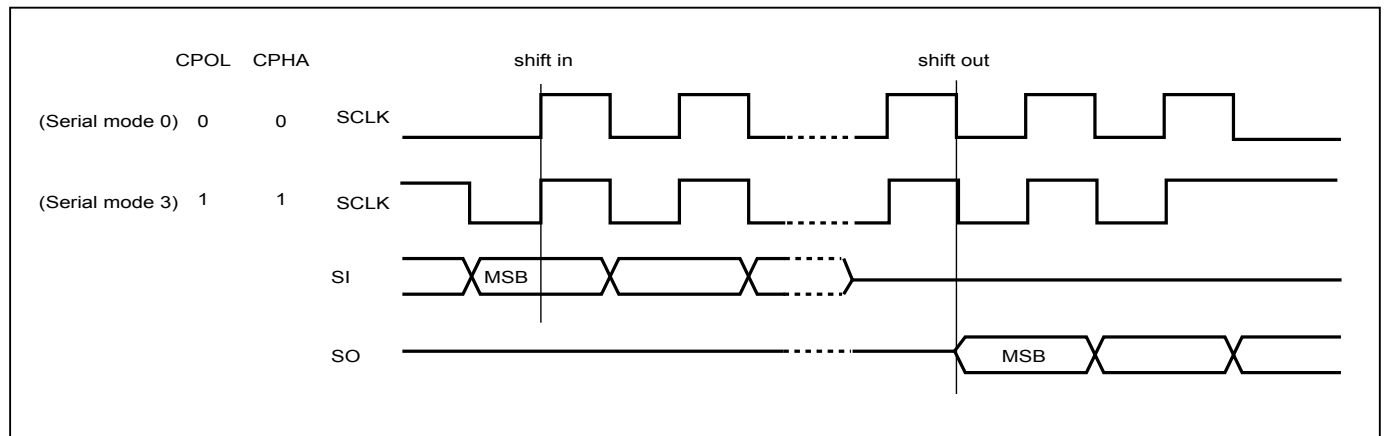 CPOL CPHA shift in shift out
(Serial mode 0) 0 0 SCLK
(Serial mode 3) 1 1 SCLK
SI MSB
SO MSB